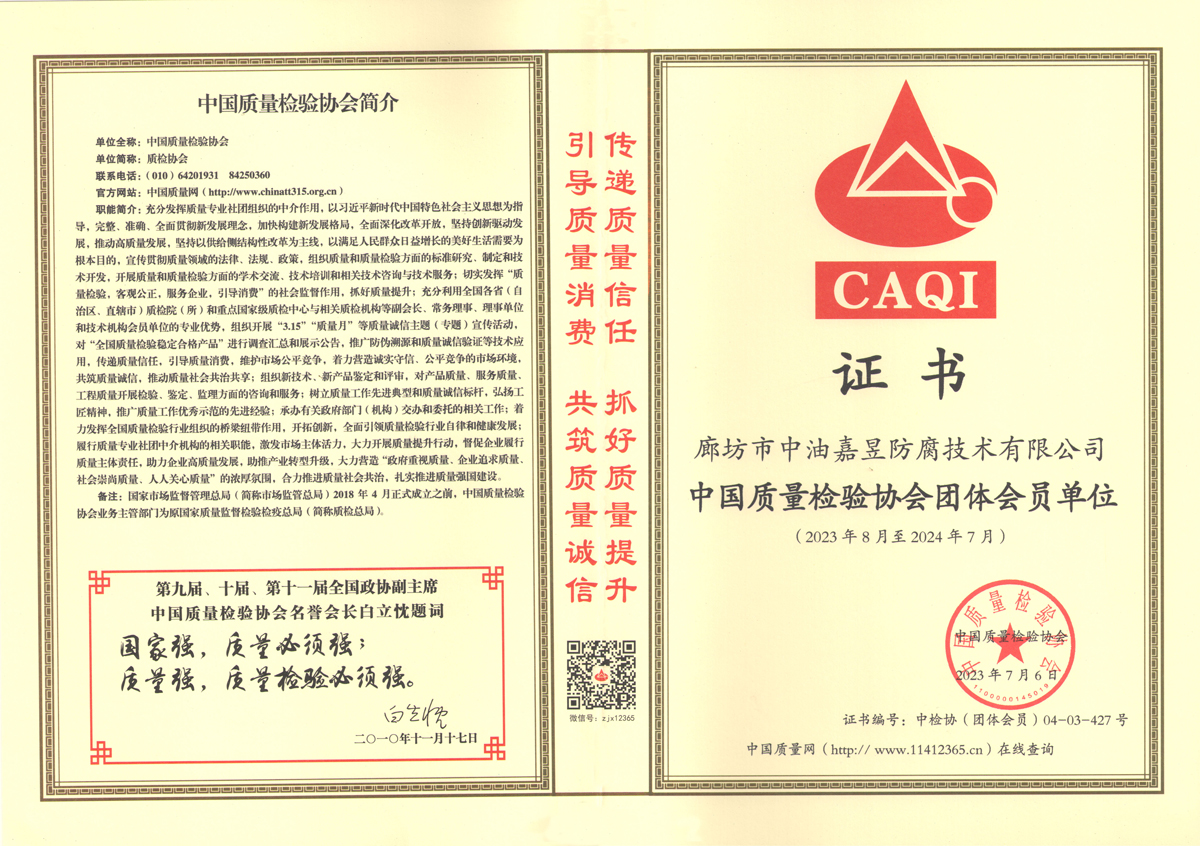 中国质量检验协会简介
单位全称：中国质量检验协会
单位简称：质检协会
联系电话：（010）64201931 84250360
官方网站：中国质量网（http://www.chinatt315.org.cn）
职能简介：充分发挥质量专业社团组织的中介作用，以习近平新时代中国特色社会主义思想为指
导，完整、准确、全面贯彻新发展理念，加快构建新发展格局，全面深化改革开放，坚持创新驱动发
展，推动高质量发展，坚持以供给侧结构性改革为主线，以满足人民群众日益增长的美好生活需要为
根本目的，宣传贯彻质量领域的法律、法规、政策，组织质量和质量检验方面的标准研究、制定和技
术开发，开展质量和质量检验方面的学术交流、技术培训和相关技术咨询与技术服务；切实发挥“质
量检验，客观公正，服务企业，引导消费”的社会监督作用，抓好质量提升；充分利用全国各省（自
治区、直辖市）质检院（所）和重点国家级质检中心与相关质检机构等副会长、常务理事、理事单位
和技术机构会员单位的专业优势，组织开展“3.15”“质量月”等质量诚信主题（专题）宣传活动，
对“全国质量检验稳定合格产品”进行调查汇总和展示公告，推广防伪溯源和质量诚信验证等技术应
用，传递质量信任，引导质量消费，维护市场公平竞争，着力营造诚实守信、公平竞争的市场环境，
共筑质量诚信，推动质量社会共治共享；组织新技术、新产品鉴定和评审，对产品质量、服务质量、
工程质量开展检验、鉴定、监理方面的咨询和服务；树立质量工作先进典型和质量诚信标杆，弘扬工
匠精神，推广质量工作优秀示范的先进经验；承办有关政府部门（机构）交办和委托的相关工作；着
力发挥全国质量检验行业组织的桥梁纽带作用，开拓创新，全面引领质量检验行业自律和健康发展；
履行质量专业社团中介机构的相关职能，激发市场主体活力，大力开展质量提升行动，督促企业履行
质量主体责任，助力企业高质量发展，助推产业转型升级，大力营造“政府重视质量、企业追求质量、
社会崇尚质量、人人关心质量”的浓厚氛围，合力推进质量社会共治，扎实推进质量强国建设。
备注：国家市场监督管理总局（简称市场监管总局）2018 年 4 月正式成立之前，中国质量检验
协会业务主管部门为原国家质量监督检验检疫总局（简称质检总局）。
第九届、十届、第十一届全国政协副主席
中国质量检验协会名誉会长白立忱题词
国家强，质量必须强；
质量强，质量检验必须强。
白立忱
二〇一〇年十一月十七日
传递质量信任 抓好质量提升
引导质量消费 共筑质量诚信
微信号：zjx12365
CAQI
证书
廊坊市中油嘉昱防腐技术有限公司
中国质量检验协会团体会员单位
（2023 年 8 月至 2024 年 7 月）
中国质量检验协会
中国质量检验协会
2023 年 7 月 6 日
1100000145019
证书编号：中检协（团体会员）04-03-427 号
中国质量网（http:// www.11412365.cn）在线查询